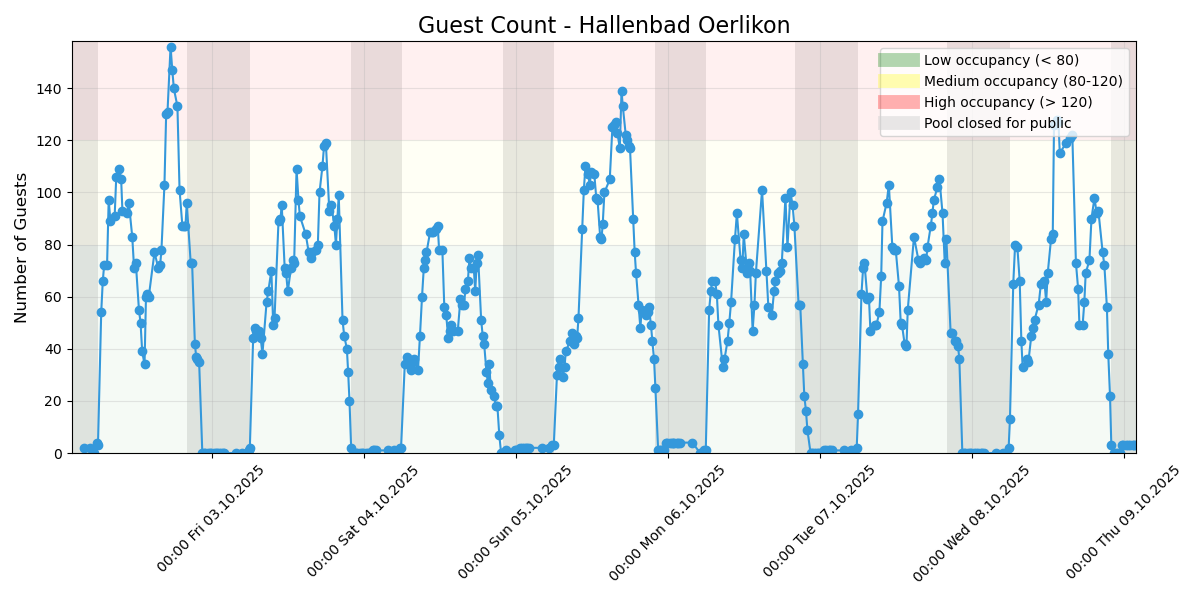 Guest Count - Hallenbad Oerlikon
Number of Guests
140
120
100
80
60
40
20
0
Low occupancy (< 80)
Medium occupancy (80-120)
High occupancy (> 120)
Pool closed for public
00:00 Fri 03.10.2025
00:00 Sat 04.10.2025
00:00 Sun 05.10.2025
00:00 Mon 06.10.2025
00:00 Tue 07.10.2025
00:00 Wed 08.10.2025
00:00 Thu 09.10.2025